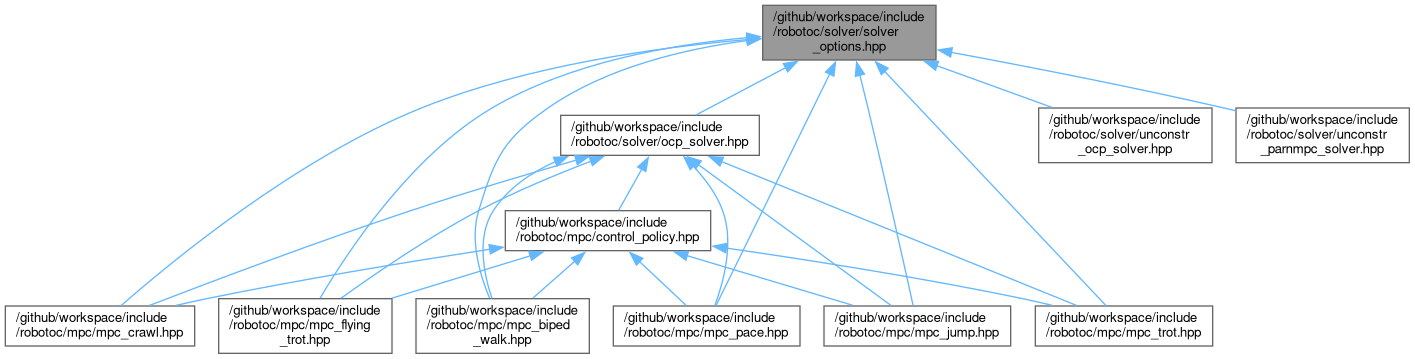 /github/workspace/include
/robotoc/solver/solver
_options.hpp
/github/workspace/include
/robotoc/solver/ocp_solver.hpp
/github/workspace/include
/robotoc/solver/unconstr
_ocp_solver.hpp
/github/workspace/include
/robotoc/solver/unconstr
_parnmpc_solver.hpp
/github/workspace/include
/robotoc/mpc/control_policy.hpp
/github/workspace/include
/robotoc/mpc/mpc_crawl.hpp
/github/workspace/include
/robotoc/mpc/mpc_flying
_trot.hpp
/github/workspace/include
/robotoc/mpc/mpc_biped
_walk.hpp
/github/workspace/include
/robotoc/mpc/mpc_pace.hpp
/github/workspace/include
/robotoc/mpc/mpc_jump.hpp
/github/workspace/include
/robotoc/mpc/mpc_trot.hpp